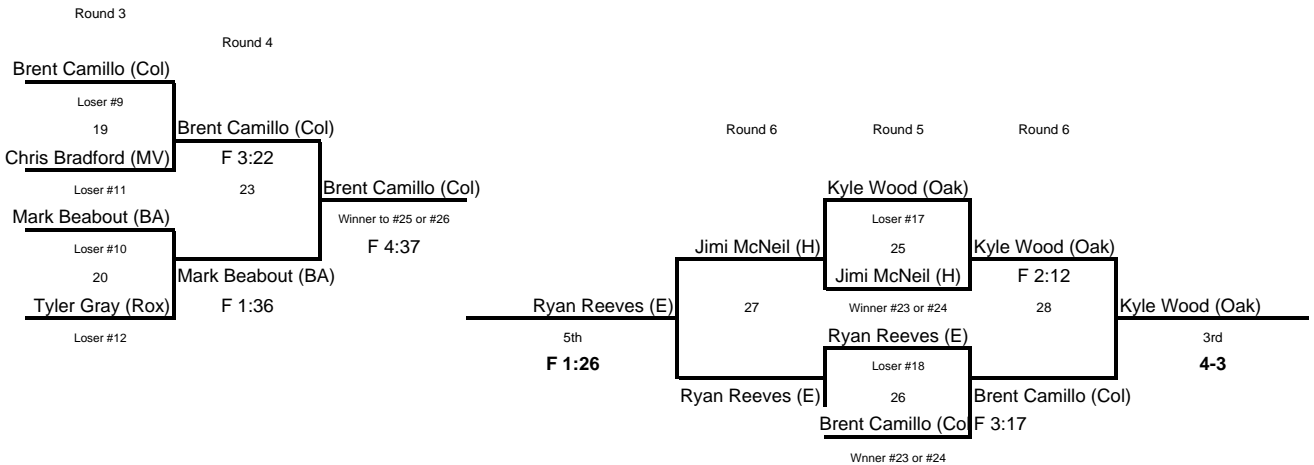 Round 3
Round 4
Brent Camillo (Col)
Loser #9
19
Brent Camillo (Col)
Chris Bradford (MV)
F 3:22
Loser #11
23
Brent Camillo (Col)
Mark Beabout (BA)
Winner to #25 or #26
Loser #10
F 4:37
20
Mark Beabout (BA)
Tyler Gray (Rox)
F 1:36
Loser #12
Round 6
Round 5
Round 6
Kyle Wood (Oak)
Loser #17
Jimi McNeil (H)
25
Kyle Wood (Oak)
Jimi McNeil (H)
F 2:12
Ryan Reeves (E)
27
Winner #23 or #24
28
Kyle Wood (Oak)
5th
Ryan Reeves (E)
3rd
F 1:26
Loser #18
4-3
Ryan Reeves (E)
26
Brent Camillo (Col)
Brent Camillo (Col
F 3:17
Wnner #23 or #24